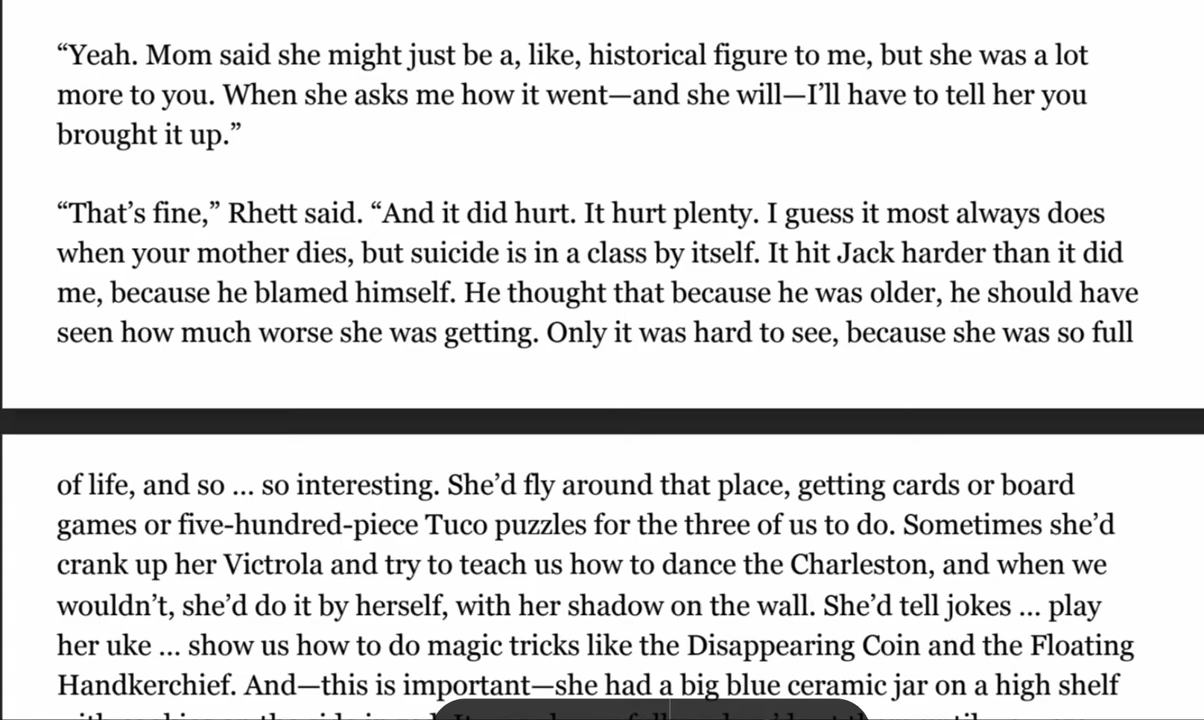 “Yeah. Mom said she might just be a, like, historical figure to me, but she was a lot
more to you. When she asks me how it went—and she will—I’ll have to tell her you
brought it up.”
“That’s fine,” Rhett said. “And it did hurt. It hurt plenty. I guess it most always does
when your mother dies, but suicide is in a class by itself. It hit Jack harder than it did
me, because he blamed himself. He thought that because he was older, he should have
seen how much worse she was getting. Only it was hard to see, because she was so full
of life, and so … so interesting. She’d fly around that place, getting cards or board
games or five-hundred-piece Tuco puzzles for the three of us to do. Sometimes she’d
crank up her Victrola and try to teach us how to dance the Charleston, and when we
wouldn’t, she’d do it by herself, with her shadow on the wall. She’d tell jokes … play
her uke … show us how to do magic tricks like the Disappearing Coin and the Floating
Handkerchief. And—this is important—she had a big blue ceramic jar on a high shelf